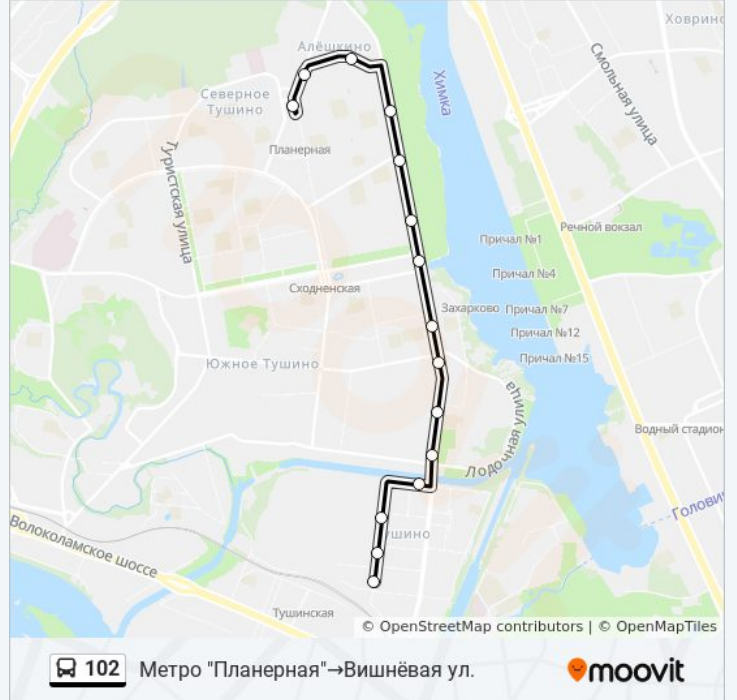 Ховрино
Алёшкино
Химка
Смольная улица
Северное
Тушино
Планерная
Туристская улица
Речной вокзал
Причал №1
Причал №4
Сходненская
Захарково
Причал №7
Причал №12
Причал №15
Южное Тушино
Водный стадион
Лодочная улица
Головин
Волоколамское шоссе
ушино
Тушинская
© OpenStreetMap contributors | © OpenMapTiles
102 Метро "Планерная"→Вишнёвая ул.
moovit